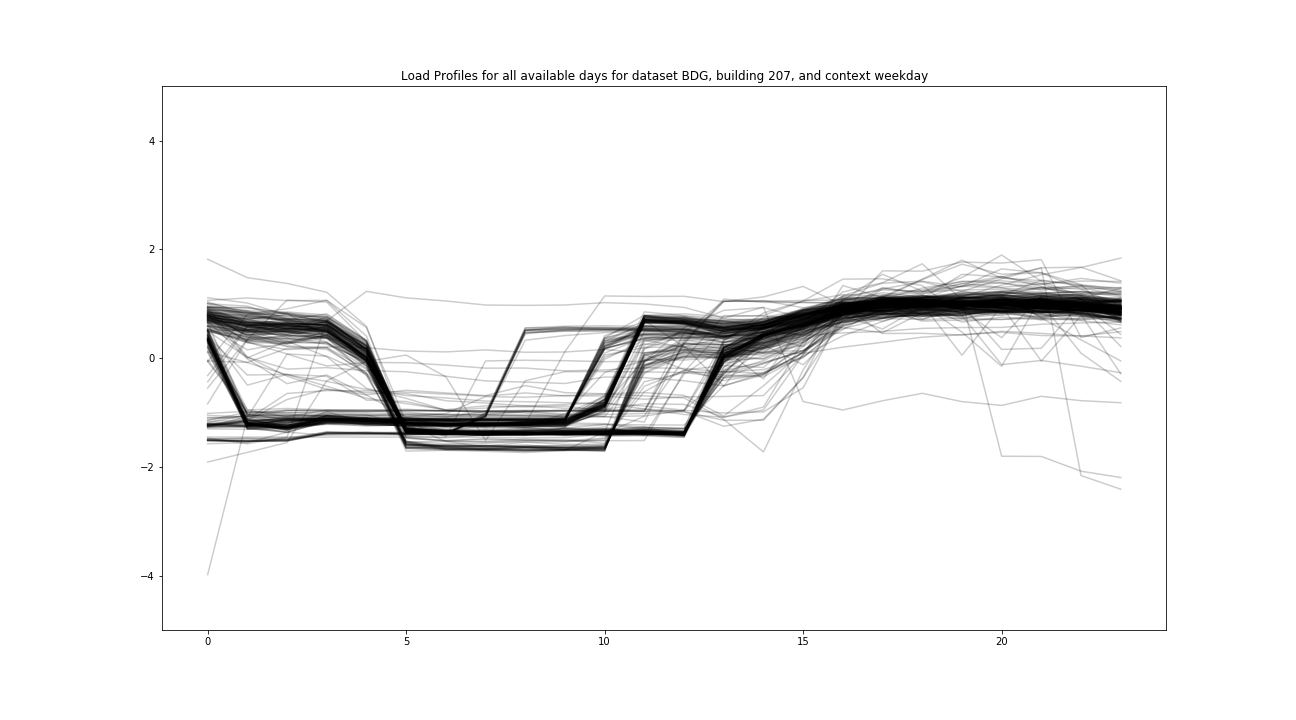 Load Profiles for all available days for dataset BDG, building 207, and context weekday
4
2
0
−2
−4
0 5 10 15 20